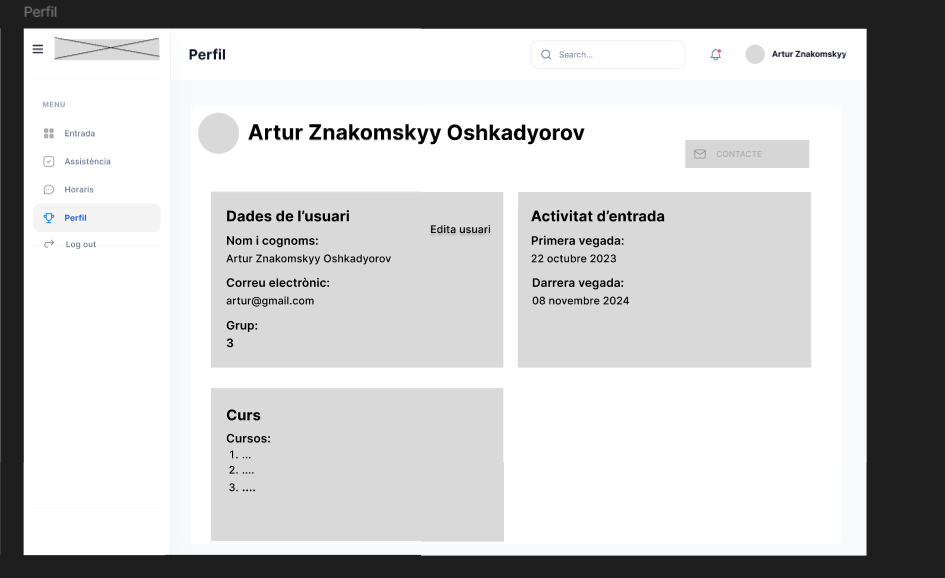 Perfil
Perfil
Search...
Artur Znakomskyy
MENU
Entrada
Assistència
Horaris
Perfil
Log out
Artur Znakomskyy Oshkadyorov
CONTACTE
Dades de l'usuari
Edita usuari
Nom i cognoms:
Artur Znakomskyy Oshkadyorov
Correu electrònic:
artur@gmail.com
Grup:
3
Activitat d'entrada
Primera vegada:
22 octubre 2023
Darrera vegada:
08 novembre 2024
Curs
Cursos:
1. ...
2. ....
3. ....